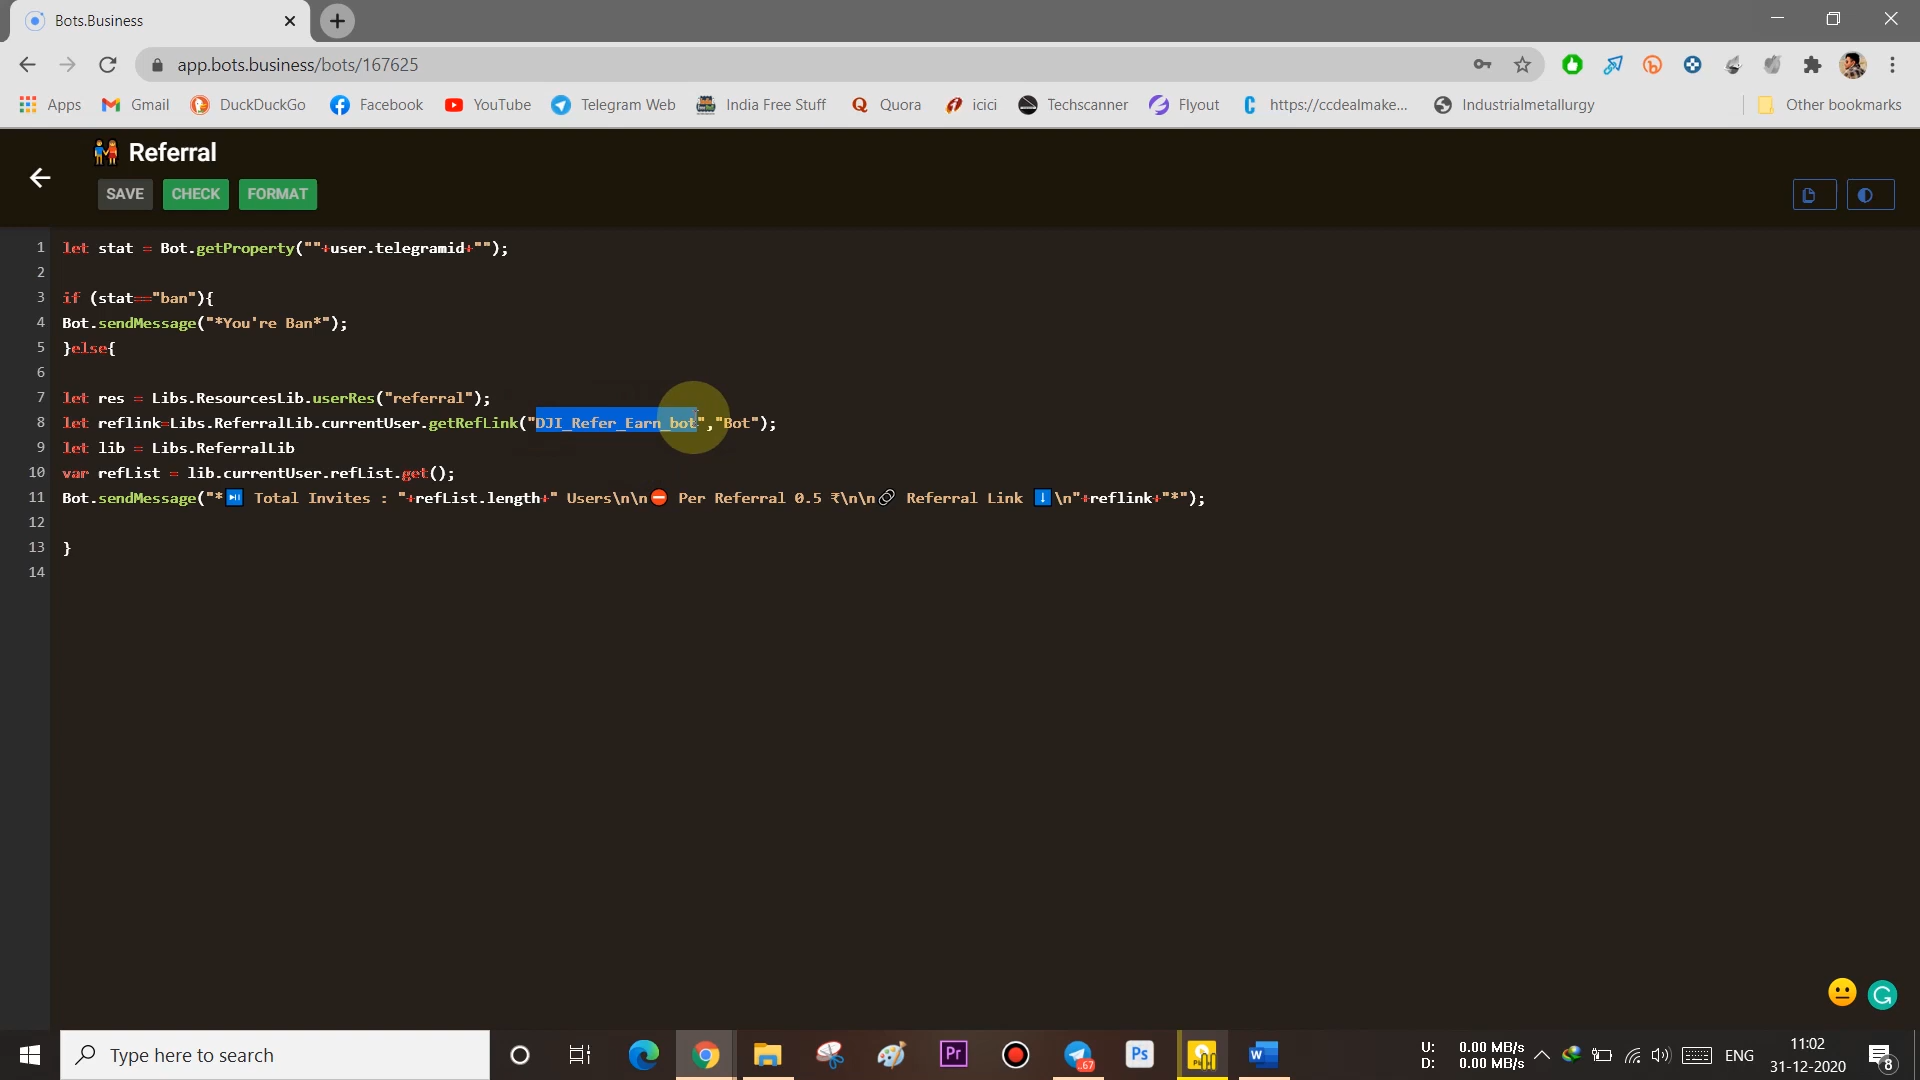 Bots.Business
app.bots.business/bots/167625
Apps
Gmail
DuckDuckGo
Facebook
YouTube
Telegram Web
India Free Stuff
Quora
icici
Techscanner
Flyout
https://ccdealmake...
Industrialmetallurgy
Other bookmarks
👫 Referral
SAVE
CHECK
FORMAT
1 let stat = Bot.getProperty(""+user.telegramid+"");
2
3 if (stat=="ban"){
4 Bot.sendMessage("*You're Ban*");
5 }else{
6
7 let res = Libs.ResourcesLib.userRes("referral");
8 let reflink=Libs.ReferralLib.currentUser.getRefLink("DJI_Refer_Earn_bot","Bot");
9 let lib = Libs.ReferralLib
10 var refList = lib.currentUser.refList.get();
11 Bot.sendMessage("*⏯ Total Invites : "+refList.length+" Users\n\n⛔ Per Referral 0.5 ₹\n\n🔗 Referral Link ⬇\n"+reflink+"*");
12
13 }
14
Type here to search
Pr
67
Ps
W
U: 0.00 MB/s
D: 0.00 MB/s
ENG
11:02
31-12-2020
8